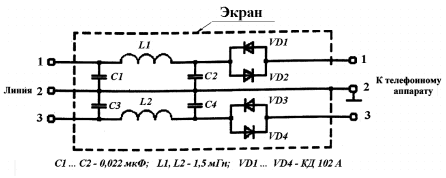 Экран
L1
VD1
1
1
C1
C2
VD2
Линия
2
2
К телефонному
аппарату
C3
L2
C4
VD3
3
3
VD4
C1 ... C2 - 0,022 мкФ; L1, L2 - 1,5 мГн; VD1 ... VD4 - КД 102 А